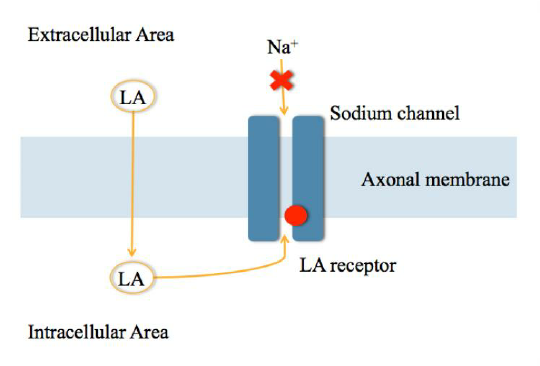 Extracellular Area
Na⁺
LA
Sodium channel
Axonal membrane
LA
LA receptor
Intracellular Area